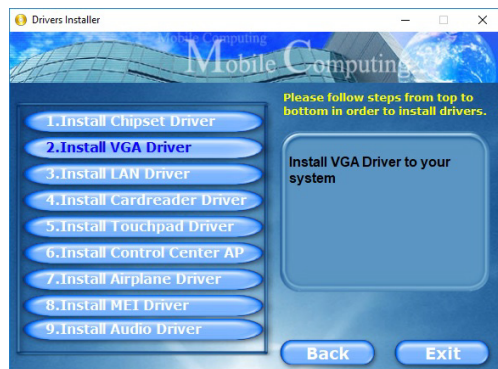 Drivers Installer
Mobile Computing
Mobile Computing
Please follow steps from top to
bottom in order to install drivers.
1.Install Chipset Driver
2.Install VGA Driver
3.Install LAN Driver
4.Install Cardreader Driver
5.Install Touchpad Driver
6.Install Control Center AP
7.Install Airplane Driver
8.Install MEI Driver
9.Install Audio Driver
Install VGA Driver to your
system
Back
Exit